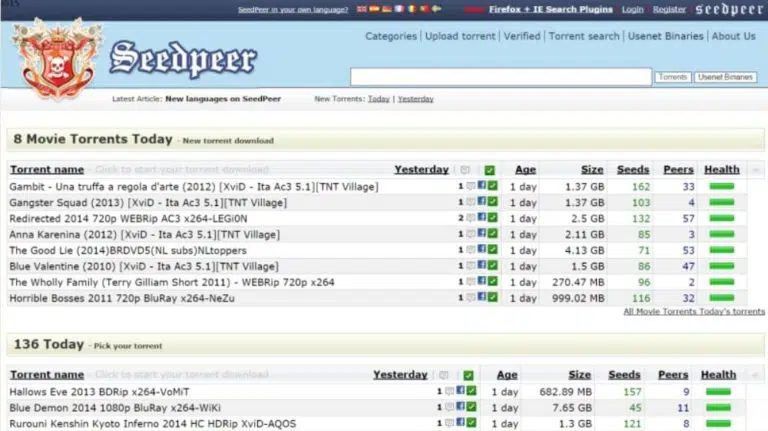 SeedPeer in your own language?
Firefox + IE Search Plugins Login Register seedpeer
Seedpeer
Categories | Upload torrent | Verified | Torrent search | Usenet Binaries | About Us
Torrents Usenet Binaries
Latest Article: New languages on SeedPeer New Torrents: Today | Yesterday
8 Movie Torrents Today - New torrent download
Torrent name - Click to start your torrent download Yesterday Age Size Seeds Peers Health
Gambit - Una truffa a regola d'arte (2012) [XviD - Ita Ac3 5.1][TNT Village] 1 1 day 1.37 GB 162 33
Gangster Squad (2013) [XviD - Ita Ac3 5.1][TNT Village] 1 1 day 1.37 GB 103 4
Redirected 2014 720p WEBRip AC3 x264-LEGi0N 2 1 day 2.5 GB 132 57
Anna Karenina (2012) [XviD - Ita Ac3 5.1][TNT Village] 1 1 day 2.11 GB 85 3
The Good Lie (2014)BRDVD5(NL subs)NLtoppers 1 1 day 4.13 GB 71 53
Blue Valentine (2010) [XviD - Ita Ac3 5.1][TNT Village] 1 1 day 1.5 GB 86 47
The Wholly Family (Terry Gilliam Short 2011) - WEBRip 720p x264 1 1 day 270.47 MB 96 2
Horrible Bosses 2011 720p BluRay x264-NeZu 1 1 day 999.02 MB 116 32
All Movie Torrents Today's torrents
136 Today - Pick your torrent
Torrent name - Click to start your torrent download Yesterday Age Size Seeds Peers Health
Hallows Eve 2013 BDRip x264-VoMiT 1 1 day 682.89 MB 157 9
Blue Demon 2014 1080p BluRay x264-WiKi 1 1 day 7.65 GB 45 11
Rurouni Kenshin Kyoto Inferno 2014 HC HDRip XviD-AQOS 1 1 day 1.3 GB 121 8